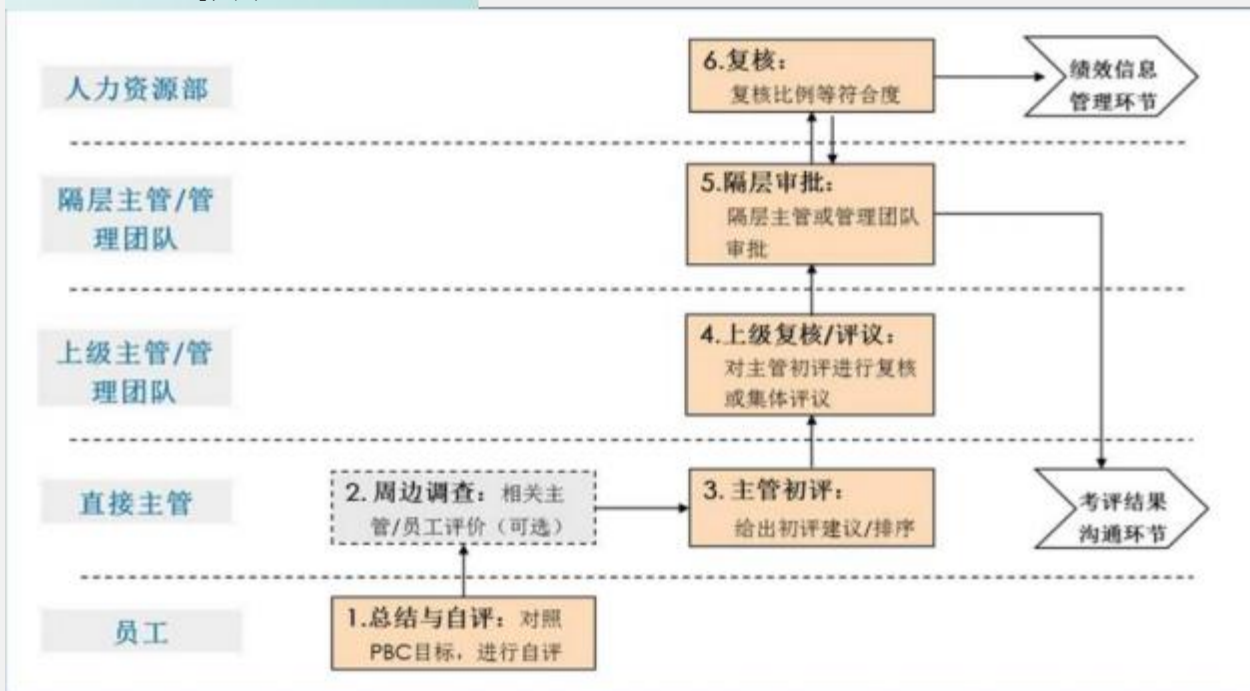 人力资源部
6.复核：
复核比例等符合度
绩效信息
管理环节
隔层主管/管
理团队
5.隔层审批：
隔层主管或管理团队
审批
上级主管/管
理团队
4.上级复核/评议：
对主管初评进行复核
或集体评议
直接主管
2. 周边调查：相关主
管/员工评价（可选）
3. 主管初评：
给出初评建议/排序
考评结果
沟通环节
员工
1.总结与自评：对照
PBC目标，进行自评